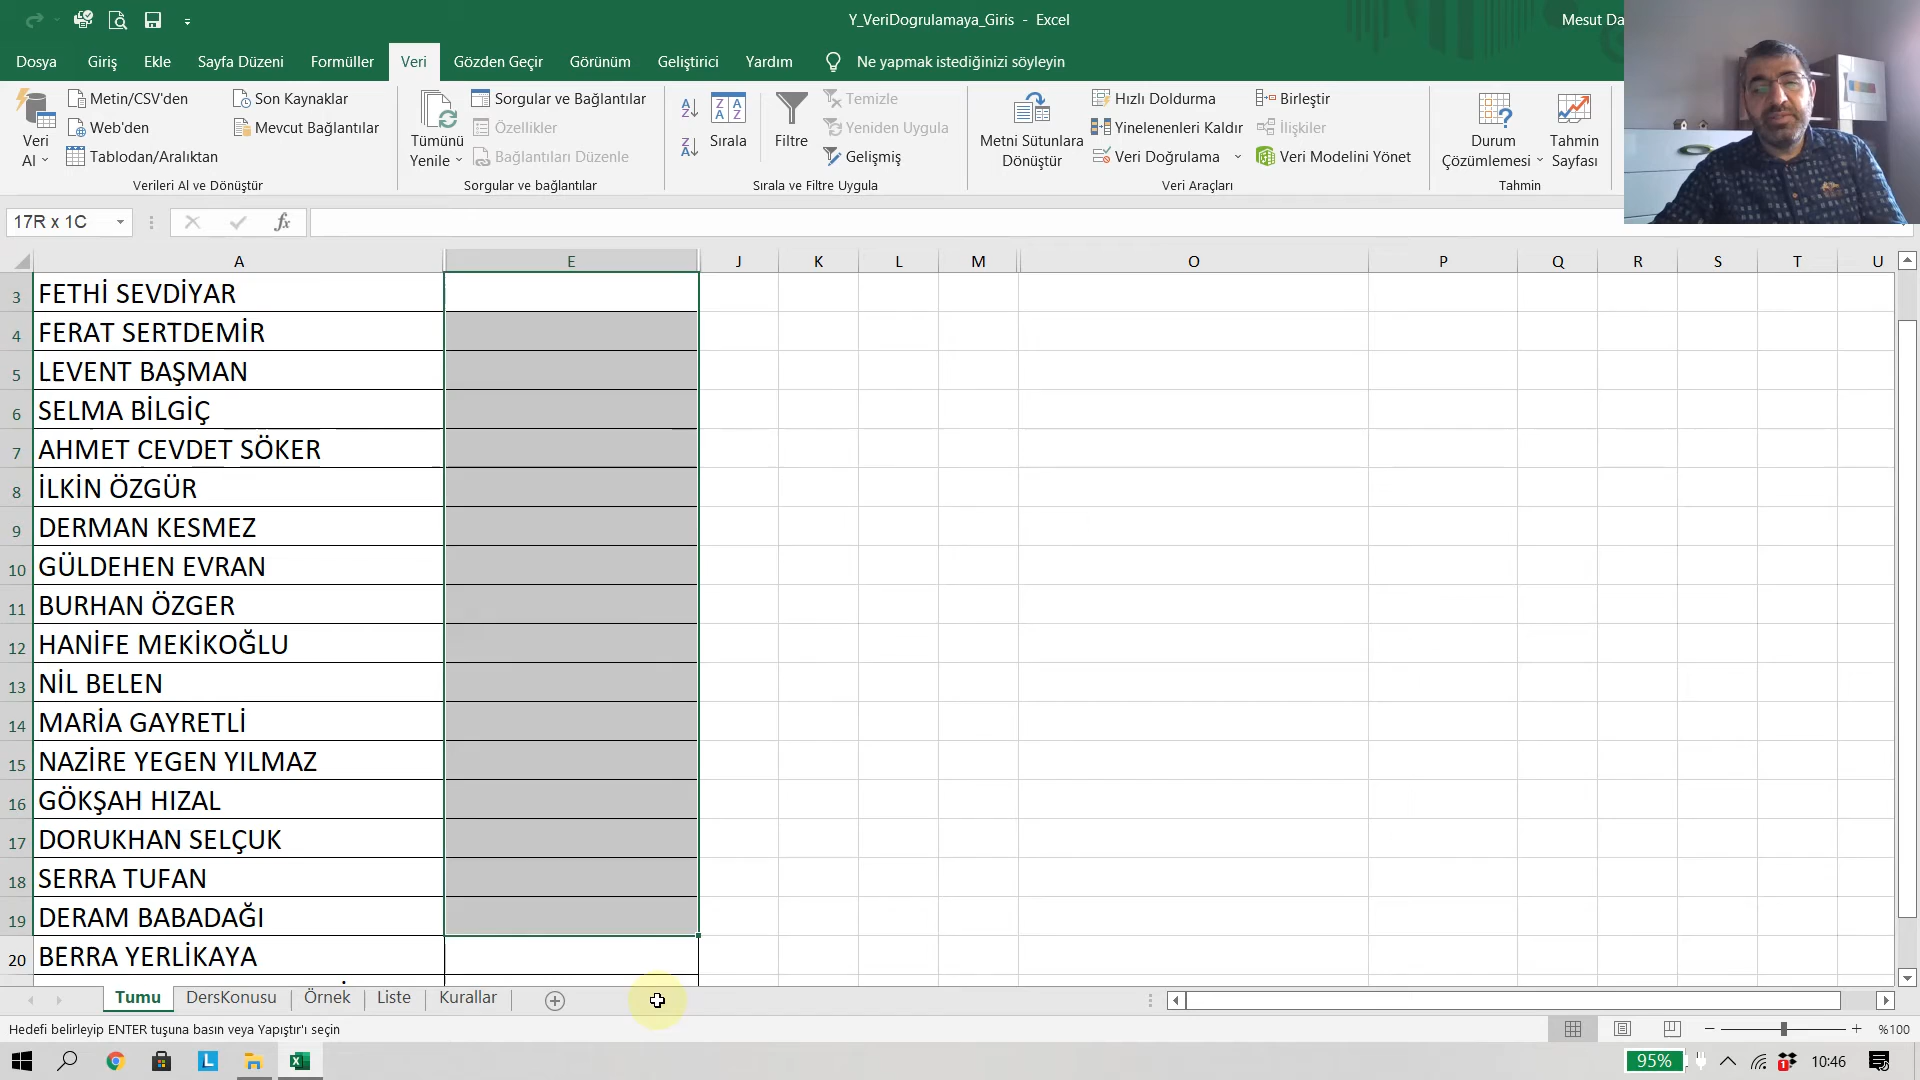 Y_VeriDogrulamaya_Giris - Excel
Mesut Da
Dosya Giriş Ekle Sayfa Düzeni Formüller Veri Gözden Geçir Görünüm Geliştirici Yardım Ne yapmak istediğinizi söyleyin
Veri Al
Metin/CSV'den
Web'den
Tablodan/Aralıktan
Son Kaynaklar
Mevcut Bağlantılar
Verileri Al ve Dönüştür
Tümünü Yenile
Sorgular ve Bağlantılar
Özellikler
Bağlantıları Düzenle
Sorgular ve bağlantılar
Sırala
Filtre
Temizle
Yeniden Uygula
Gelişmiş
Sırala ve Filtre Uygula
Metni Sütunlara Dönüştür
Hızlı Doldurma
Yinelenenleri Kaldır
Veri Doğrulama
Birleştir
İlişkiler
Veri Modelini Yönet
Veri Araçları
Durum Çözümlemesi
Tahmin Sayfası
Tahmin
17R x 1C
fx
A E J K L M O P Q R S T U
3 FETHİ SEVDİYAR
4 FERAT SERTDEMİR
5 LEVENT BAŞMAN
6 SELMA BİLGİÇ
7 AHMET CEVDET SÖKER
8 İLKİN ÖZGÜR
9 DERMAN KESMEZ
10 GÜLDEHEN EVRAN
11 BURHAN ÖZGER
12 HANİFE MEKİKOĞLU
13 NİL BELEN
14 MARİA GAYRETLİ
15 NAZİRE YEGEN YILMAZ
16 GÖKŞAH HIZAL
17 DORUKHAN SELÇUK
18 SERRA TUFAN
19 DERAM BABADAĞI
20 BERRA YERLİKAYA
Tumu DersKonusu Örnek Liste Kurallar
Hedefi belirleyip ENTER tuşuna basın veya Yapıştır'ı seçin
%100
95%
10:46